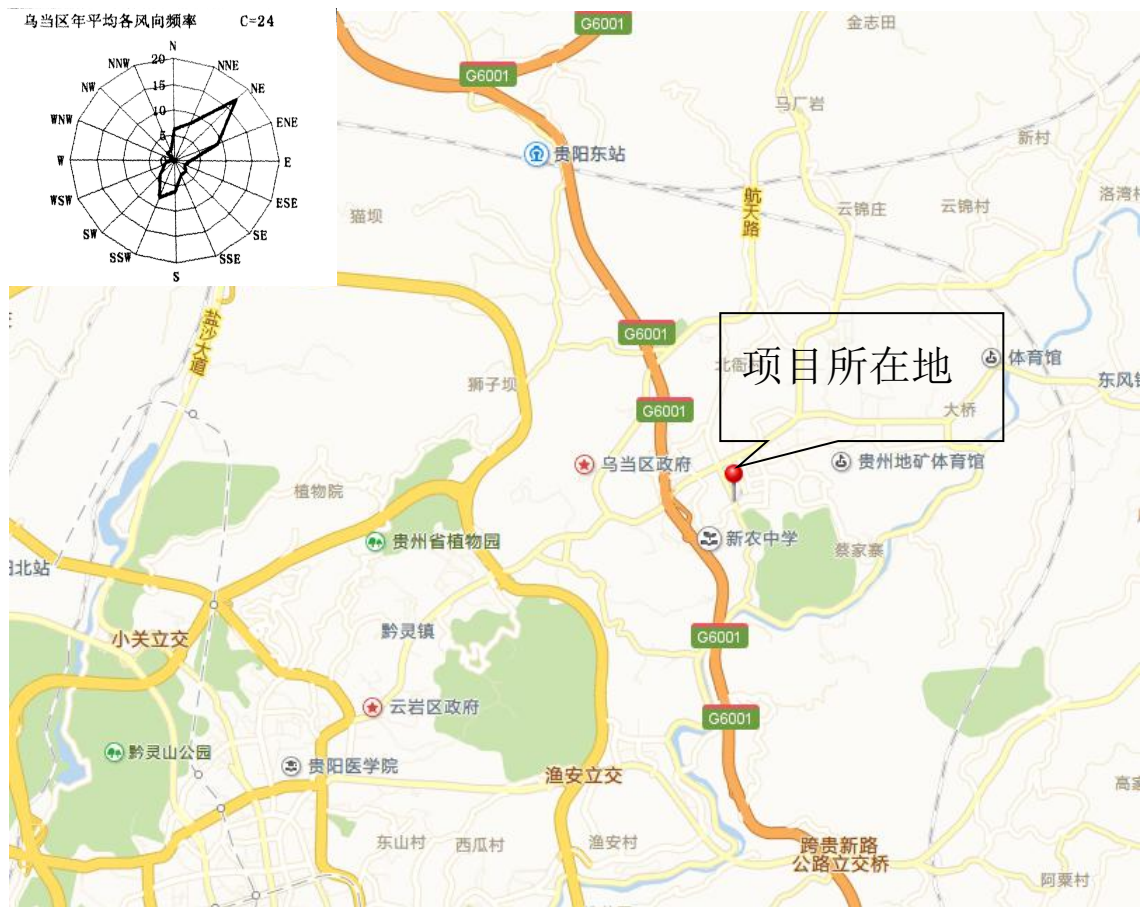 乌当区年平均各风向频率 C=24
N
NNW
NNE
20
NW
NE
15
10
WNW
ENE
5
W
0
E
WSW
ESE
SW
SE
SSW
SSE
S
G6001
金志田
G6001
马厂岩
新村
贵阳东站
航天路
洛湾村
猫坝
云锦庄
云锦村
盐沙大道
G6001
项目所在地
体育馆
狮子坝
东风镇
G6001
大桥
乌当区政府
贵州地矿体育馆
植物院
贵州省植物园
新农中学
蔡家寨
北站
小关立交
黔灵镇
G6001
云岩区政府
G6001
黔灵山公园
贵阳医学院
渔安立交
高家
东山村
西瓜村
渔安村
跨贵新路
公路立交桥
阿粟村